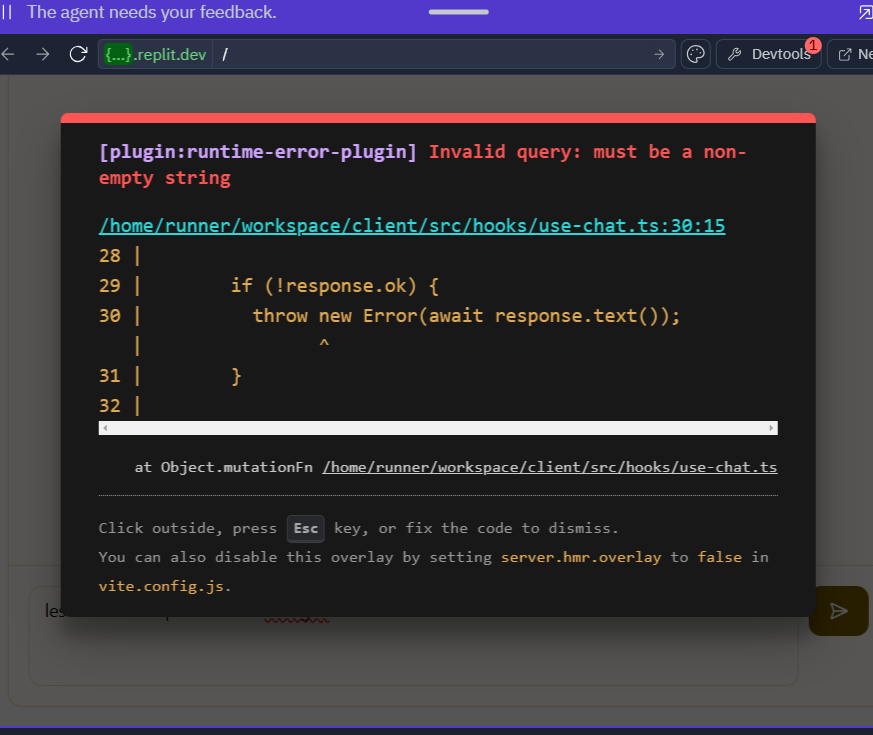 The agent needs your feedback.
{...}.replit.dev /
Devtools 1
[plugin:runtime-error-plugin] Invalid query: must be a non-
empty string
/home/runner/workspace/client/src/hooks/use-chat.ts:30:15
28 |
29 | if (!response.ok) {
30 | throw new Error(await response.text());
| ^
31 | }
32 |
at Object.mutationFn /home/runner/workspace/client/src/hooks/use-chat.ts
Click outside, press Esc key, or fix the code to dismiss.
You can also disable this overlay by setting server.hmr.overlay to false in
vite.config.js.